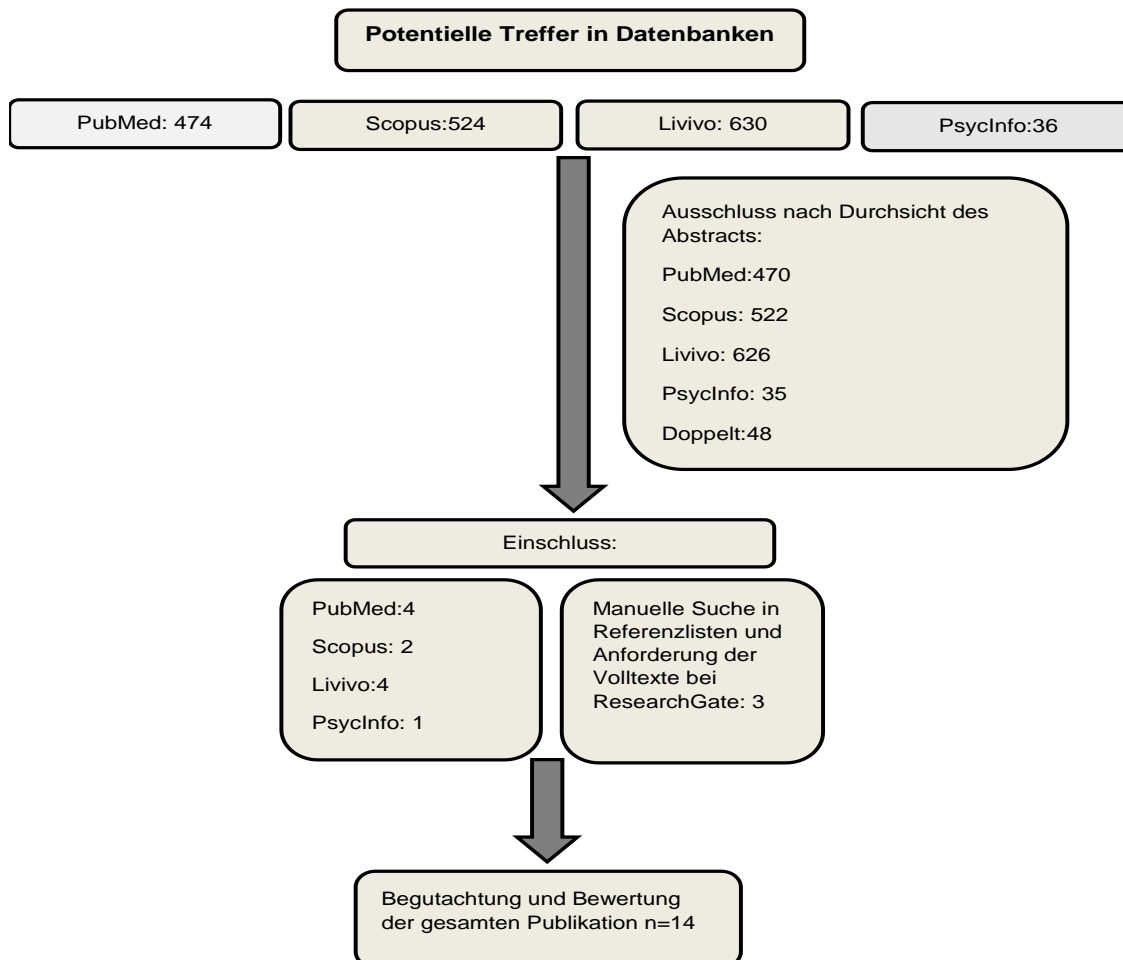 Potentielle Treffer in Datenbanken
PubMed: 474
Scopus:524
Livivo: 630
PsycInfo:36
Ausschluss nach Durchsicht des
Abstracts:
PubMed:470
Scopus: 522
Livivo: 626
PsycInfo: 35
Doppelt:48
Einschluss:
PubMed:4
Scopus: 2
Livivo:4
PsycInfo: 1
Manuelle Suche in
Referenzlisten und
Anforderung der
Volltexte bei
ResearchGate: 3
Begutachtung und Bewertung
der gesamten Publikation n=14